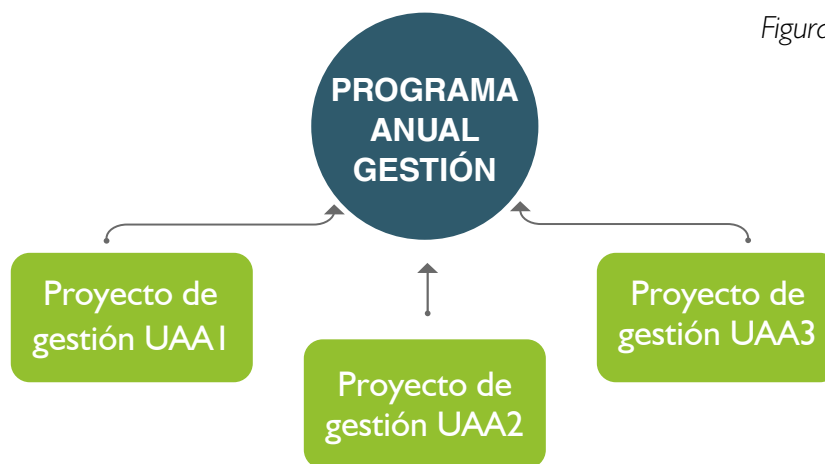 Figura
PROGRAMA
ANUAL
GESTIÓN
Proyecto de
gestión UAA1
Proyecto de
gestión UAA2
Proyecto de
gestión UAA3